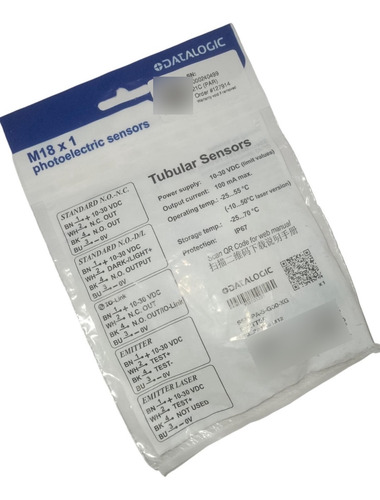 DATALOGIC
M18 x 1
photoelectric sensors
Order #127914
Tubular Sensors
Power supply: 10-30 VDC (limit values)
Output current: 100 mA max.
Operating temp.: -25...55 °C
(-10...50°C laser version)
Storage temp.: -25...70 °C
Protection: IP67
Scan QR Code for web manual
扫描二维码下载说明手册
DATALOGIC
STANDARD N.O.-N.C.
BN 1 + 10-30 VDC
WH 2 N.C. OUT
BK 4 N.O. OUT
BU 3 - 0V
STANDARD N.O.-D/L
BN 1 + 10-30 VDC
WH 2 DARK/LIGHT+
BK 4 N.O. OUTPUT
BU 3 - 0V
IO-Link
BN 1 + 10-30 VDC
WH 2 N.C. OUT
BK 4 N.O. OUT/IO-Link
BU 3 - 0V
EMITTER
BN 1 + 10-30 VDC
WH 2 TEST+
BK 4 TEST-
BU 3 - 0V
EMITTER LASER
BN 1 + 10-30 VDC
WH 2 TEST+
BK 4 NOT USED
BU 3 - 0V